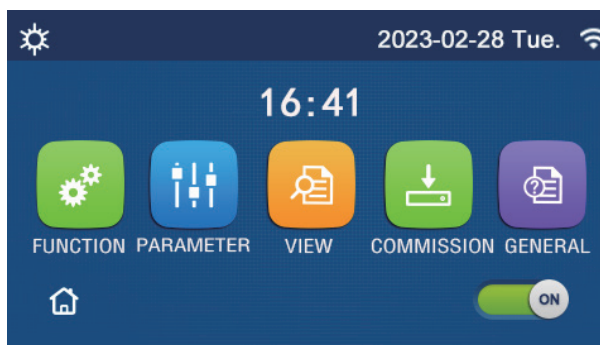 2023-02-28 Tue.
16:41
FUNCTION PARAMETER VIEW COMMISSION GENERAL
ON